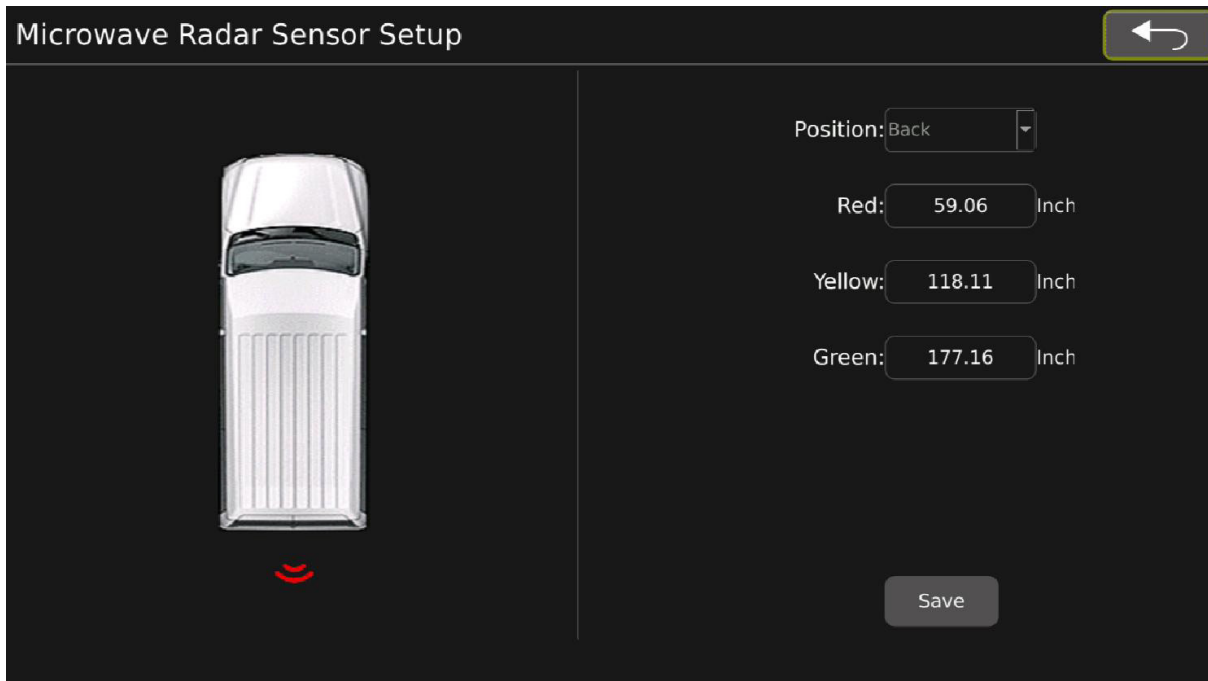 Microwave Radar Sensor Setup
Position: Back
Red: 59.06 Inch
Yellow: 118.11 Inch
Green: 177.16 Inch
Save